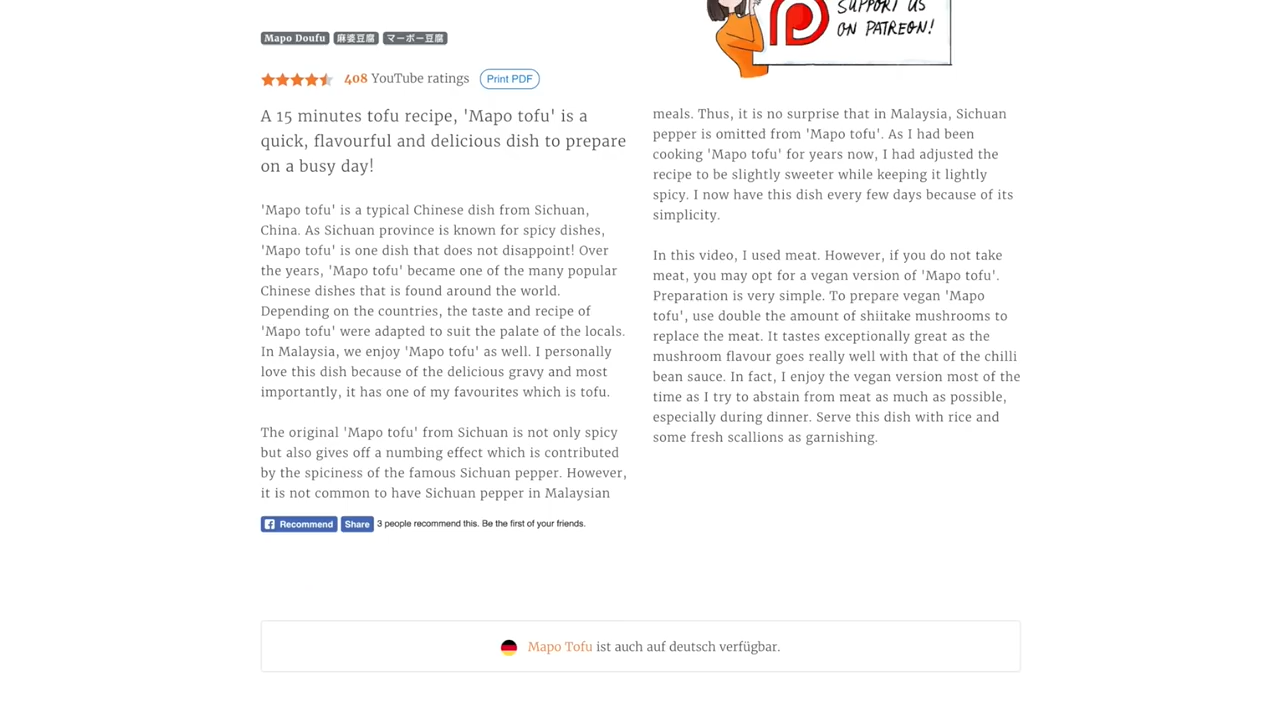 SUPPORT US
ON PATREON!
Mapo Doufu 麻婆豆腐 マーボー豆腐
408 YouTube ratings Print PDF
A 15 minutes tofu recipe, 'Mapo tofu' is a
quick, flavourful and delicious dish to prepare
on a busy day!
'Mapo tofu' is a typical Chinese dish from Sichuan,
China. As Sichuan province is known for spicy dishes,
'Mapo tofu' is one dish that does not disappoint! Over
the years, 'Mapo tofu' became one of the many popular
Chinese dishes that is found around the world.
Depending on the countries, the taste and recipe of
'Mapo tofu' were adapted to suit the palate of the locals.
In Malaysia, we enjoy 'Mapo tofu' as well. I personally
love this dish because of the delicious gravy and most
importantly, it has one of my favourites which is tofu.
The original 'Mapo tofu' from Sichuan is not only spicy
but also gives off a numbing effect which is contributed
by the spiciness of the famous Sichuan pepper. However,
it is not common to have Sichuan pepper in Malaysian
meals. Thus, it is no surprise that in Malaysia, Sichuan
pepper is omitted from 'Mapo tofu'. As I had been
cooking 'Mapo tofu' for years now, I had adjusted the
recipe to be slightly sweeter while keeping it lightly
spicy. I now have this dish every few days because of its
simplicity.
In this video, I used meat. However, if you do not take
meat, you may opt for a vegan version of 'Mapo tofu'.
Preparation is very simple. To prepare vegan 'Mapo
tofu', use double the amount of shiitake mushrooms to
replace the meat. It tastes exceptionally great as the
mushroom flavour goes really well with that of the chilli
bean sauce. In fact, I enjoy the vegan version most of the
time as I try to abstain from meat as much as possible,
especially during dinner. Serve this dish with rice and
some fresh scallions as garnishing.
Recommend Share 3 people recommend this. Be the first of your friends.
Mapo Tofu ist auch auf deutsch verfügbar.